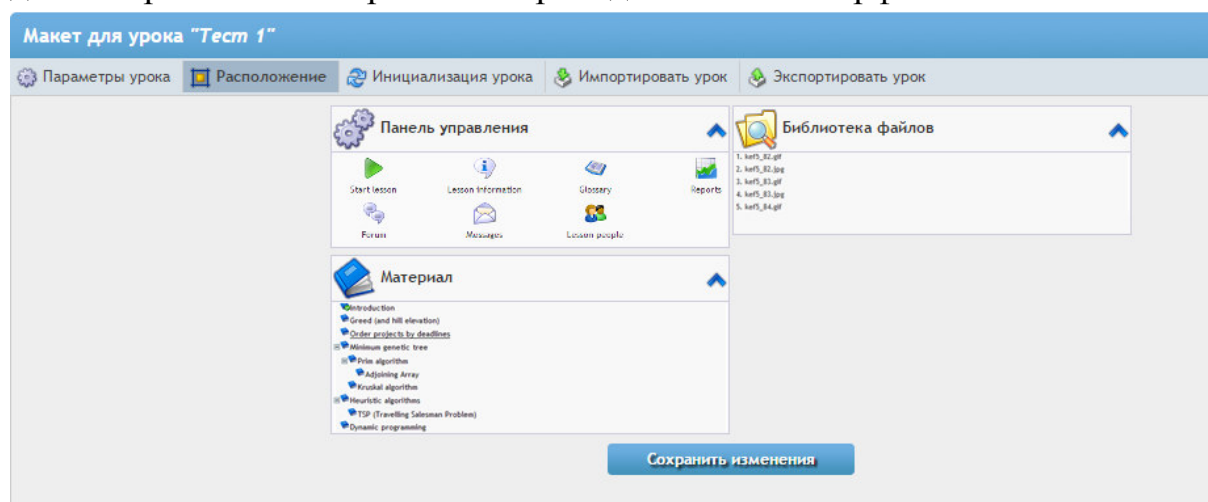 Макет для урока "Тест 1"
Параметры урока Расположение Инициализация урока Импортировать урок Экспортировать урок
Панель управления
Start lesson Lesson information Glossary Reports
Forum Messages Lesson people
Библиотека файлов
1. kef5_82.gif
2. kef5_82.jpg
3. kef5_83.gif
4. kef5_83.jpg
5. kef5_84.gif
Материал
Introduction
Greed (and hill elevation)
Order projects by deadlines
Minimum genetic tree
Prim algorithm
Adjoining Array
Kruskal algorithm
Heuristic algorithms
TSP (Travelling Salesman Problem)
Dynamic programming
Сохранить изменения